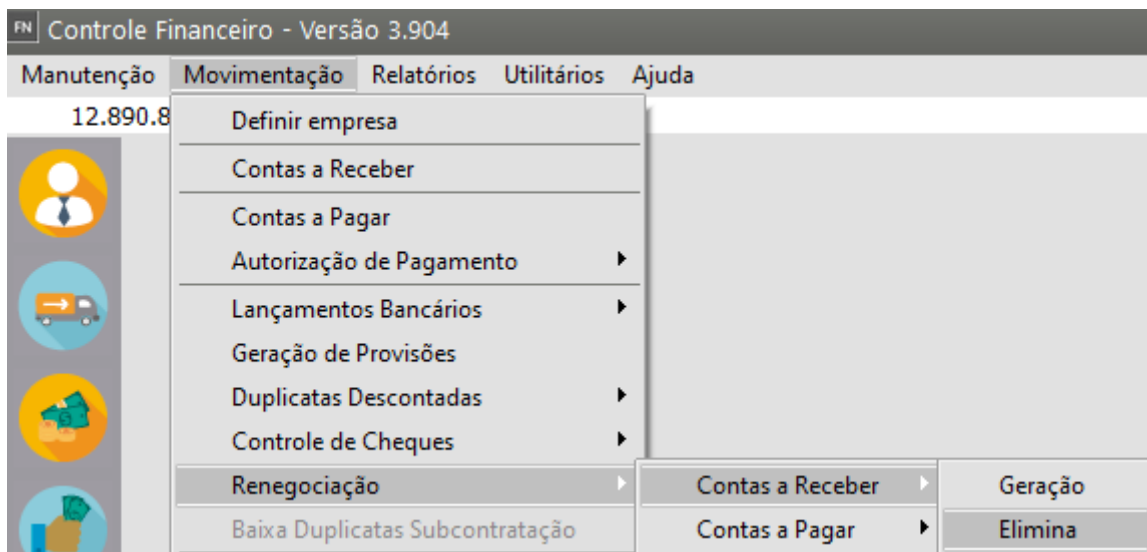 FN Controle Financeiro - Versão 3.904
Manutenção Movimentação Relatórios Utilitários Ajuda
12.890.8
Definir empresa
Contas a Receber
Contas a Pagar
Autorização de Pagamento
Lançamentos Bancários
Geração de Provisões
Duplicatas Descontadas
Controle de Cheques
Renegociação Contas a Receber Geração
Baixa Duplicatas Subcontratação Contas a Pagar Elimina